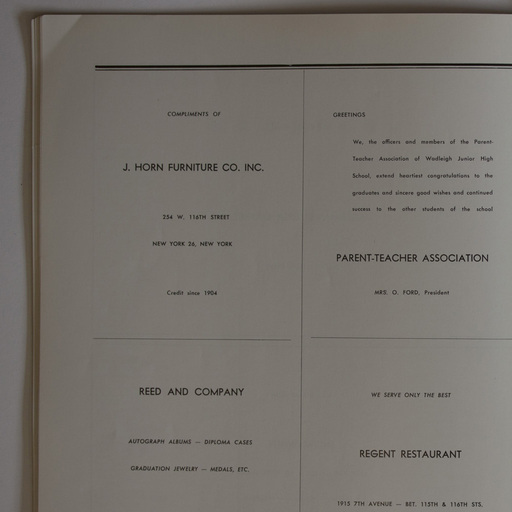 COMPLIMENTS OF
J. HORN FURNITURE CO. INC.
254 W. 116TH STREET
NEW YORK 26, NEW YORK
Credit since 1904
GREETINGS
We, the officers and members of the Parent-
Teacher Association of Wadleigh Junior High
School, extend heartiest congratulations to the
graduates and sincere good wishes and continued
success to the other students of the school
PARENT-TEACHER ASSOCIATION
MRS. O. FORD, President
REED AND COMPANY
AUTOGRAPH ALBUMS — DIPLOMA CASES
GRADUATION JEWELRY — MEDALS, ETC.
WE SERVE ONLY THE BEST
REGENT RESTAURANT
1915 7TH AVENUE — BET. 115TH & 116TH STS.